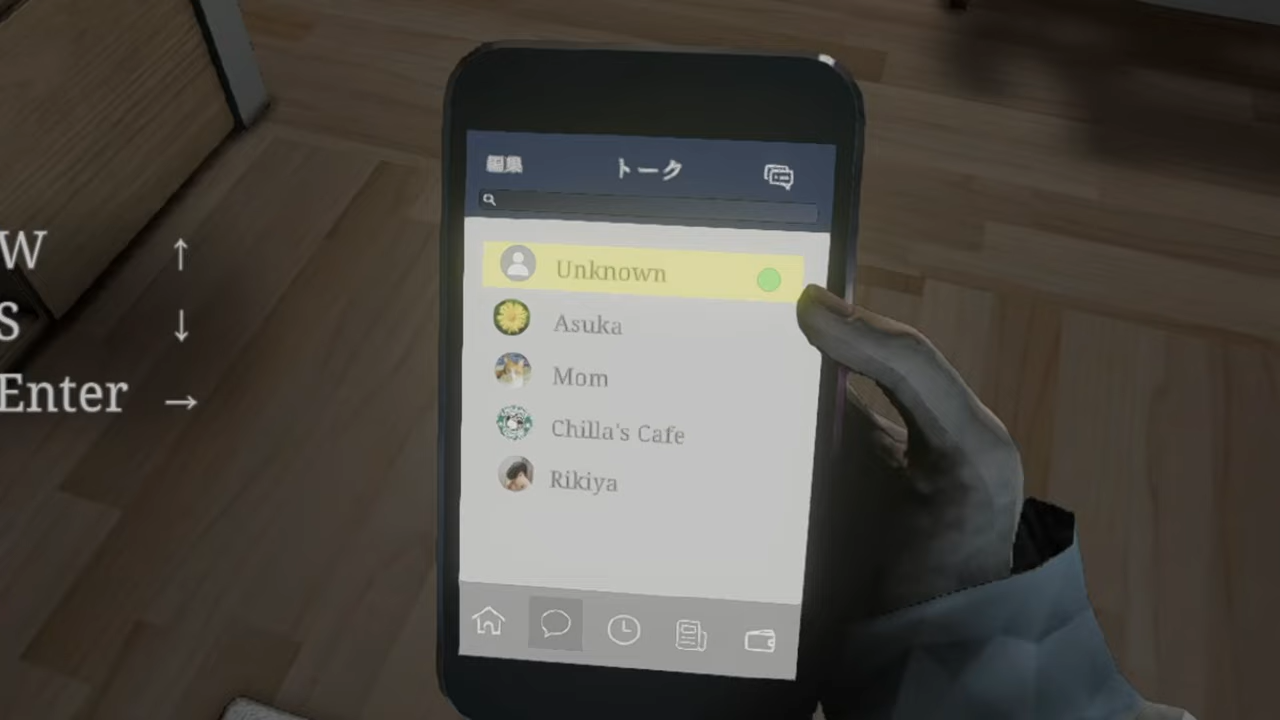 編集 トーク
Unknown
Asuka
Mom
Chilla's Cafe
Rikiya
W ↑
S ↓
Enter →